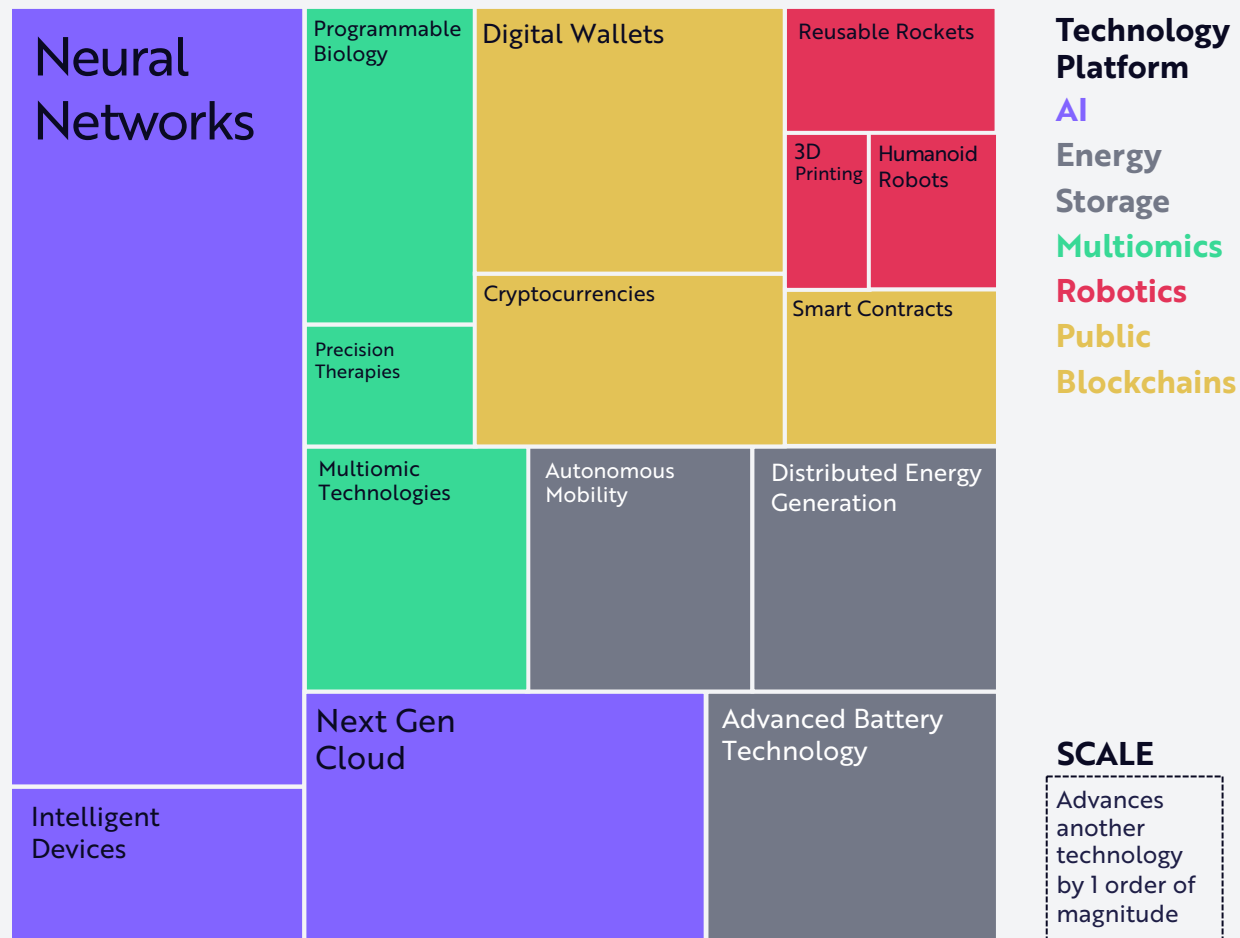 Neural
Networks
Intelligent
Devices
Programmable
Biology
Precision
Therapies
Digital Wallets
Cryptocurrencies
Reusable Rockets
3D
Printing
Humanoid
Robots
Smart Contracts
Multiomic
Technologies
Autonomous
Mobility
Distributed Energy
Generation
Next Gen
Cloud
Advanced Battery
Technology
Technology
Platform
AI
Energy
Storage
Multiomics
Robotics
Public
Blockchains
SCALE
Advances
another
technology
by 1 order of
magnitude